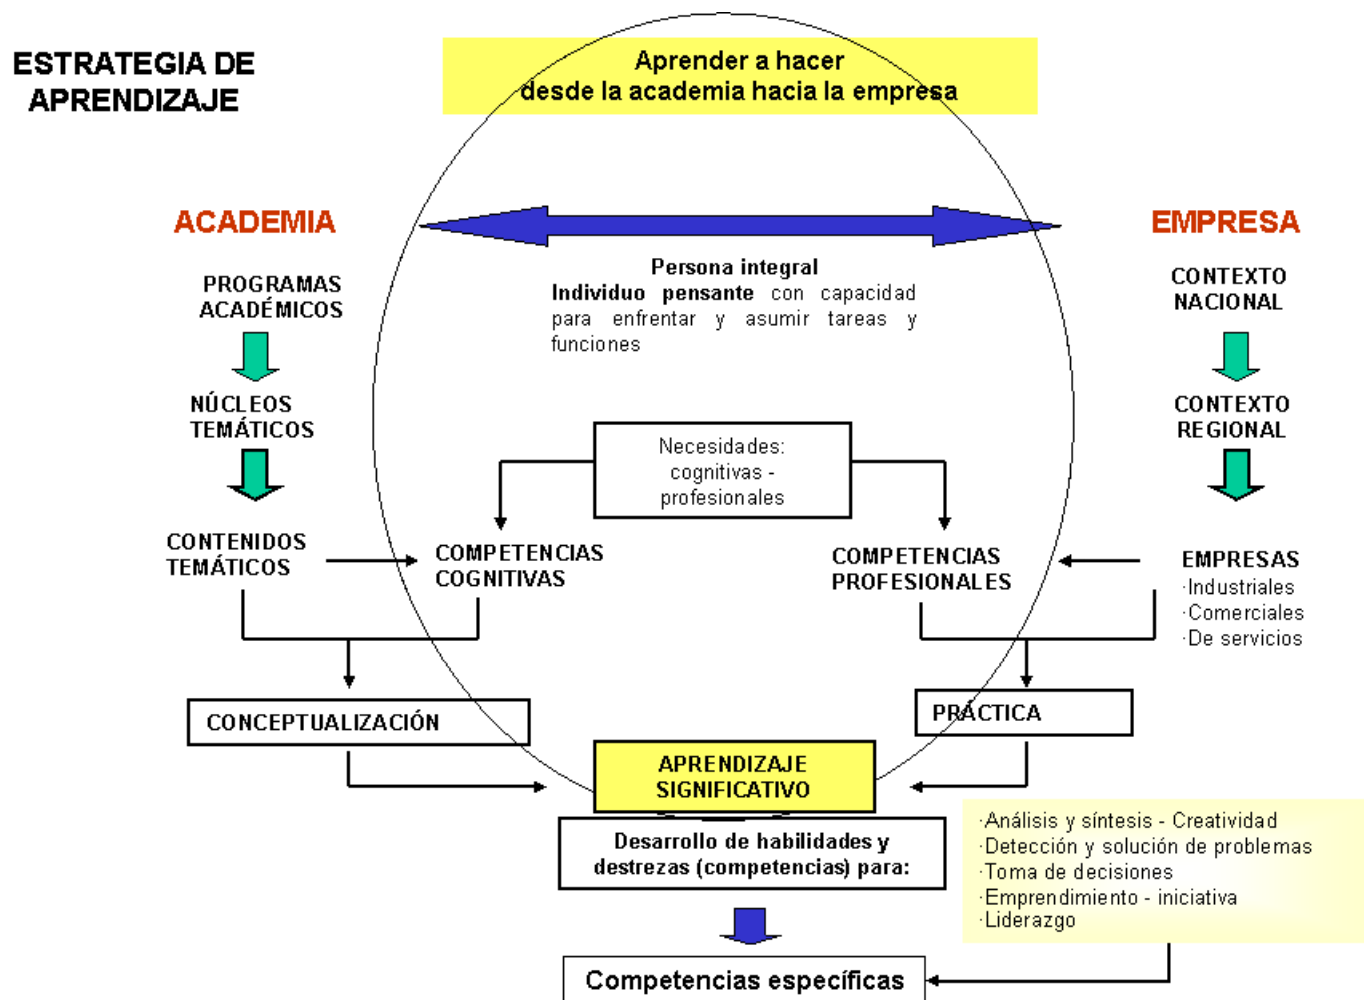 ESTRATEGIA DE
APRENDIZAJE
Aprender a hacer
desde la academia hacia la empresa
ACADEMIA
EMPRESA
Persona integral
Individuo pensante con capacidad
para enfrentar y asumir tareas y
funciones
PROGRAMAS
ACADÉMICOS
CONTEXTO
NACIONAL
NÚCLEOS
TEMÁTICOS
CONTEXTO
REGIONAL
Necesidades:
cognitivas -
profesionales
CONTENIDOS
TEMÁTICOS
COMPETENCIAS
COGNITIVAS
COMPETENCIAS
PROFESIONALES
EMPRESAS
·Industriales
·Comerciales
·De servicios
CONCEPTUALIZACIÓN
PRÁCTICA
APRENDIZAJE
SIGNIFICATIVO
Desarrollo de habilidades y
destrezas (competencias) para:
·Análisis y síntesis - Creatividad
·Detección y solución de problemas
·Toma de decisiones
·Emprendimiento - iniciativa
·Liderazgo
Competencias específicas